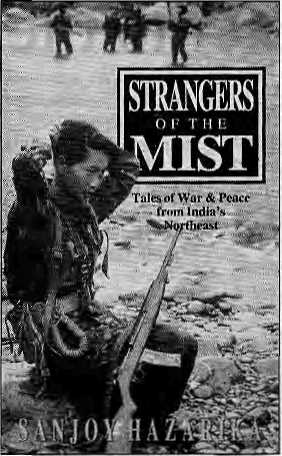 STRANGERS
OF THE
MIST
Tales of War & Peace
from India's
Northeast
SANJOY HAZARIKA